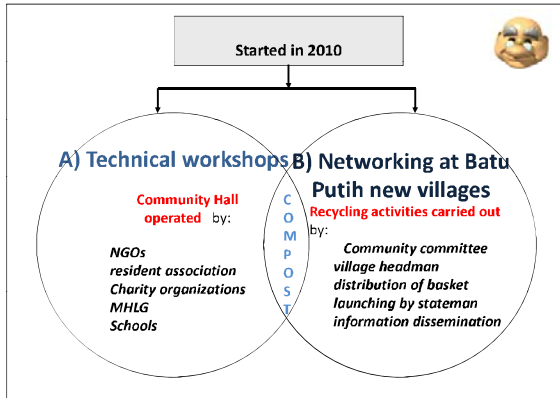 Started in 2010
A) Technical workshops
Community Hall
operated by:
NGOs
resident association
Charity organizations
MHLG
Schools
COMPOST
B) Networking at Batu
Putih new villages
Recycling activities carried out
by:
Community committee
village headman
distribution of basket
launching by stateman
information dissemination